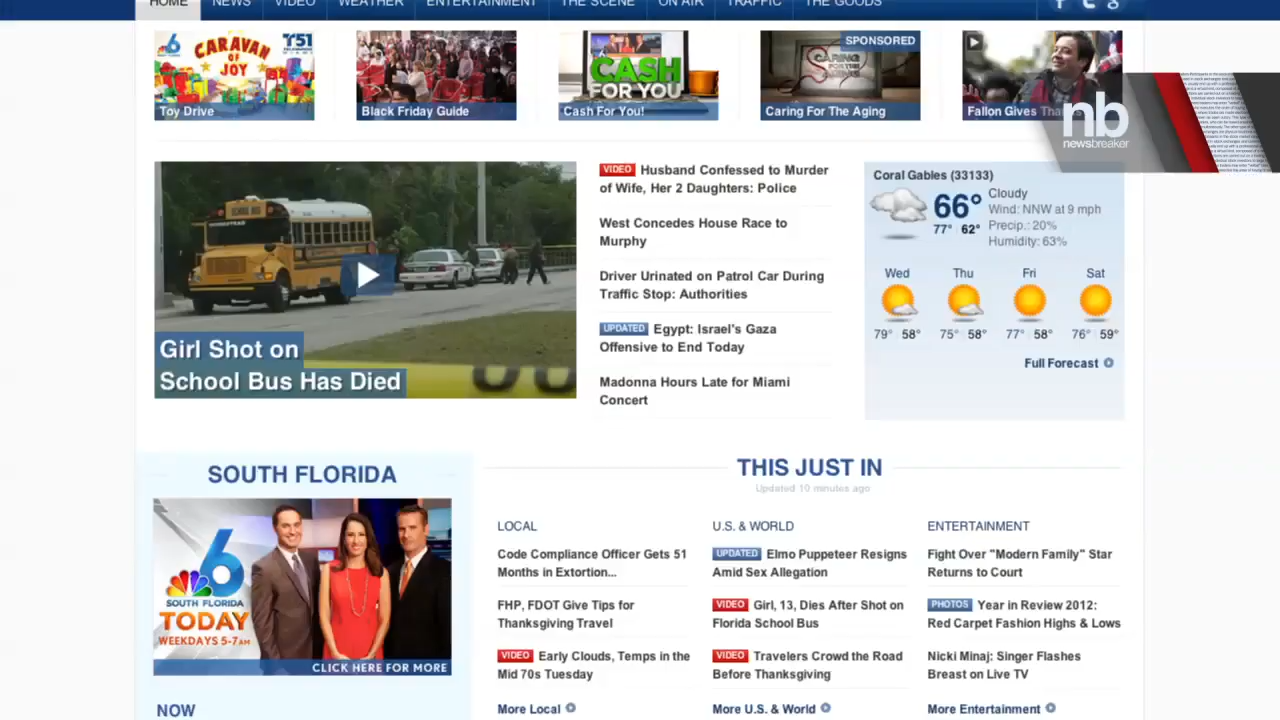 HOME NEWS VIDEO WEATHER ENTERTAINMENT THE SCENE ON AIR TRAFFIC THE GOODS
CARAVAN
OF
JOY
Toy Drive
Black Friday Guide
CASH
FOR YOU
Cash For You!
SPONSORED
CARING
FOR THE
Caring For The Aging
Fallon Gives Tha
nb
newsbreaker
SCHOOL BUS
Girl Shot on
School Bus Has Died
VIDEO Husband Confessed to Murder
of Wife, Her 2 Daughters: Police
West Concedes House Race to
Murphy
Driver Urinated on Patrol Car During
Traffic Stop: Authorities
UPDATED Egypt: Israel's Gaza
Offensive to End Today
Madonna Hours Late for Miami
Concert
Coral Gables (33133)
66° Cloudy
Wind: NNW at 9 mph
77° 62° Precip.: 20%
Humidity: 63%
Wed Thu Fri Sat
79° 58° 75° 58° 77° 58° 76° 59°
Full Forecast
SOUTH FLORIDA
6
SOUTH FLORIDA
TODAY
WEEKDAYS 5-7AM
CLICK HERE FOR MORE
NOW
THIS JUST IN
Updated 10 minutes ago
LOCAL
Code Compliance Officer Gets 51
Months in Extortion...
FHP, FDOT Give Tips for
Thanksgiving Travel
VIDEO Early Clouds, Temps in the
Mid 70s Tuesday
More Local
U.S. & WORLD
UPDATED Elmo Puppeteer Resigns
Amid Sex Allegation
VIDEO Girl, 13, Dies After Shot on
Florida School Bus
VIDEO Travelers Crowd the Road
Before Thanksgiving
More U.S. & World
ENTERTAINMENT
Fight Over "Modern Family" Star
Returns to Court
PHOTOS Year in Review 2012:
Red Carpet Fashion Highs & Lows
Nicki Minaj: Singer Flashes
Breast on Live TV
More Entertainment